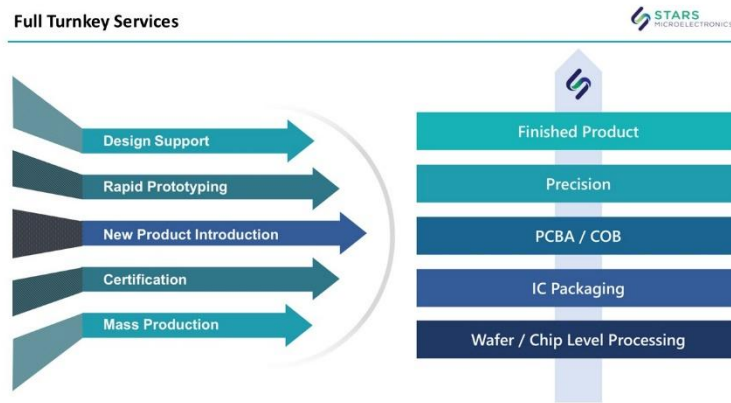 Full Turnkey Services
STARS
MICROELECTRONICS
Design Support
Rapid Prototyping
New Product Introduction
Certification
Mass Production
Finished Product
Precision
PCBA / COB
IC Packaging
Wafer / Chip Level Processing